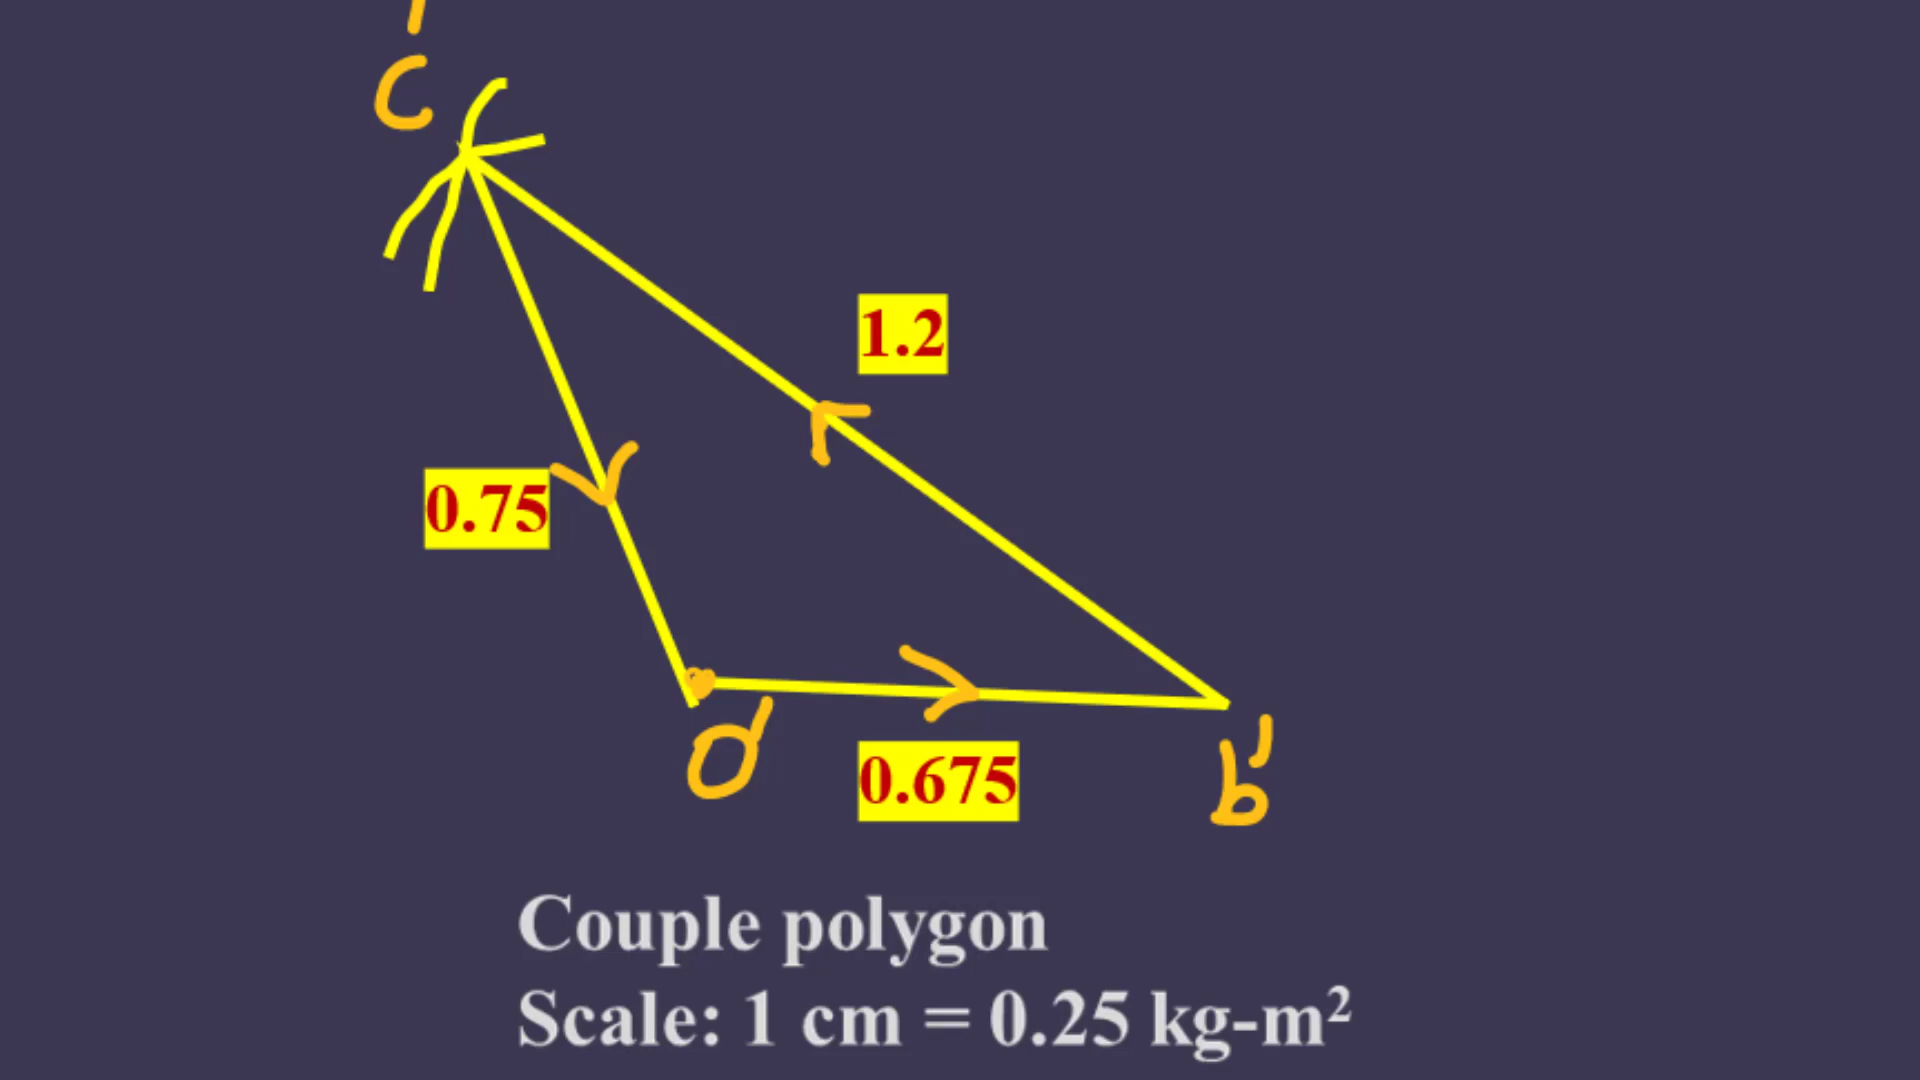 c'
1.2
0.75
o'
0.675
b'
Couple polygon
Scale: 1 cm = 0.25 kg-m²